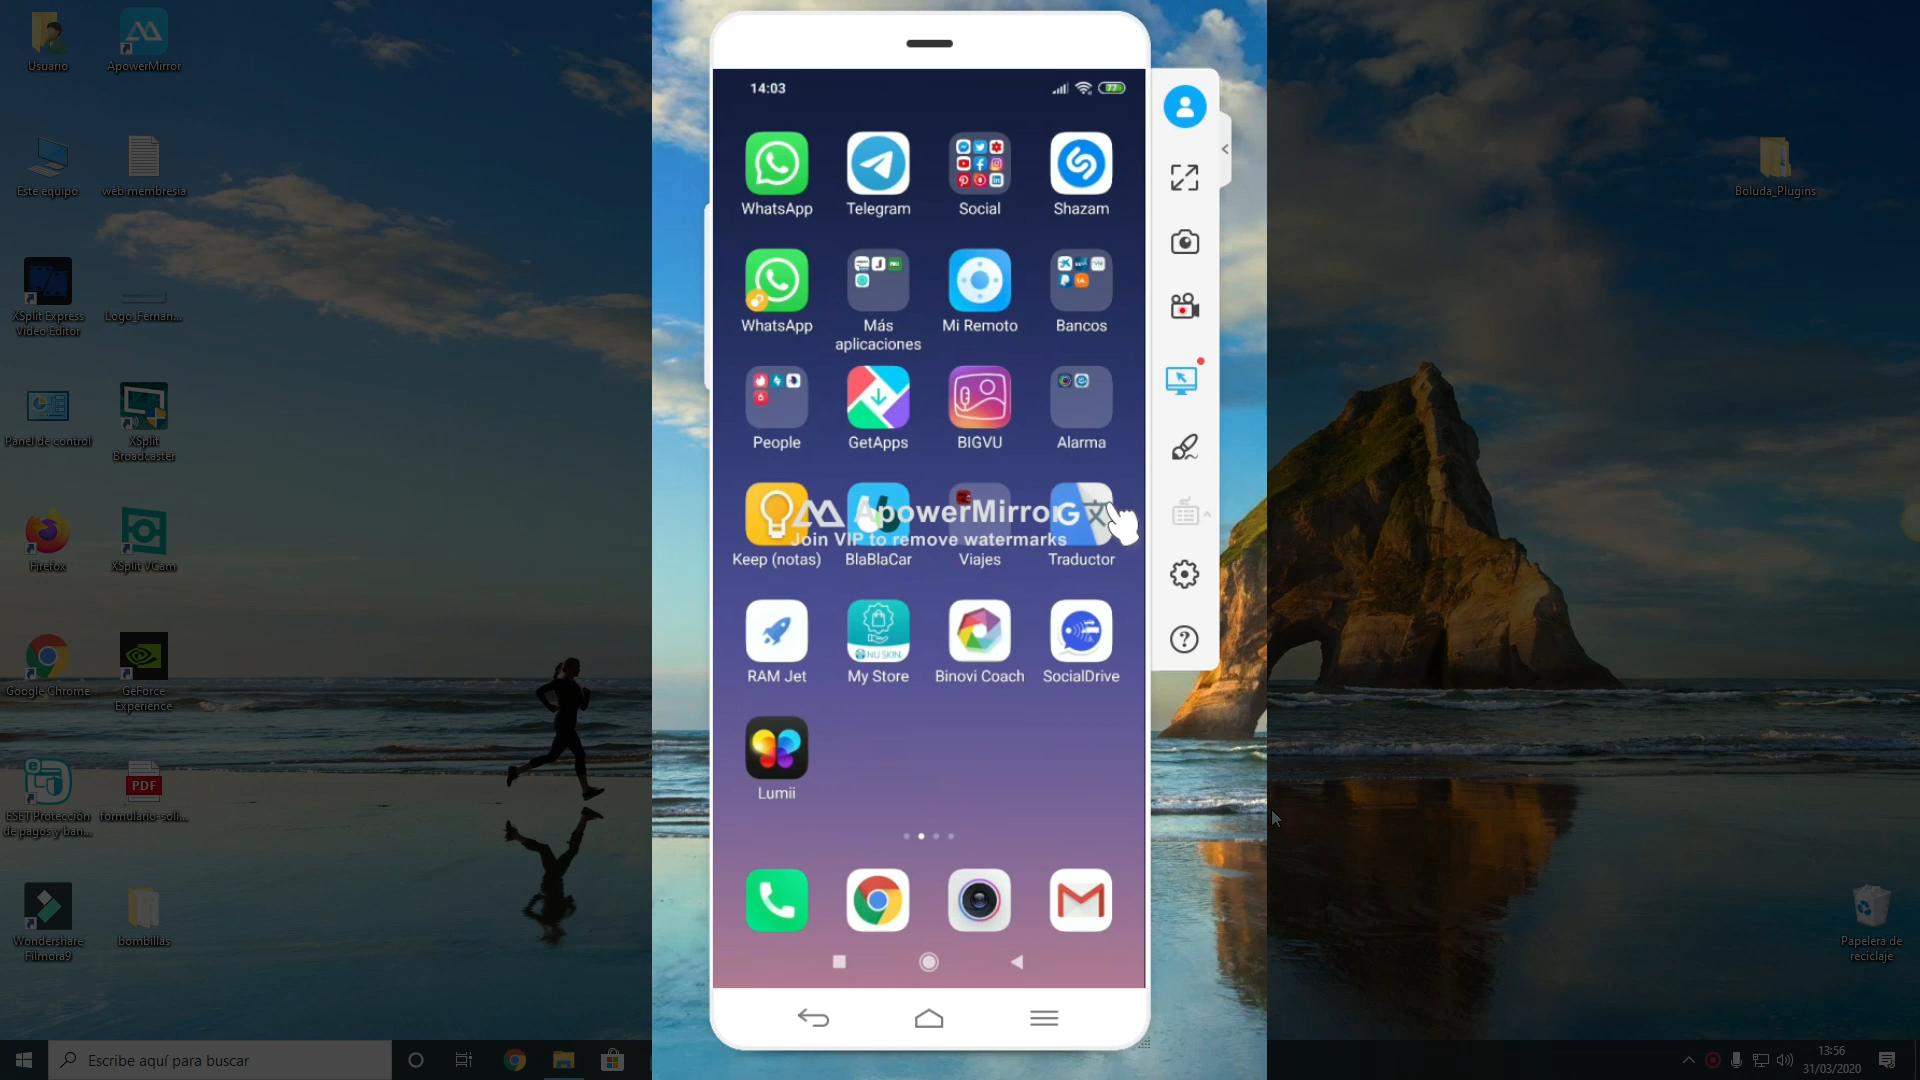 Usuario
ApowerMirror
Este equipo
web membresia
XSplit Express
Video Editor
Logo_Fernan...
Panel de control
XSplit
Broadcaster
Firefox
XSplit VCam
Google Chrome
GeForce
Experience
ESET Protección
de pagos y ban...
PDF
formulario-soli...
Wondershare
Filmora9
bombillas
14:03
77
WhatsApp
Telegram
Social
Shazam
WhatsApp
Más
aplicaciones
Mi Remoto
Bancos
People
GetApps
BIGVU
Alarma
ApowerMirror
Join VIP to remove watermarks
Keep (notas)
BlaBlaCar
Viajes
Traductor
NU SKIN
RAM Jet
My Store
Binovi Coach
SocialDrive
Lumii
Boluda_Plugins
Papelera de
reciclaje
Escribe aquí para buscar
13:56
31/03/2020